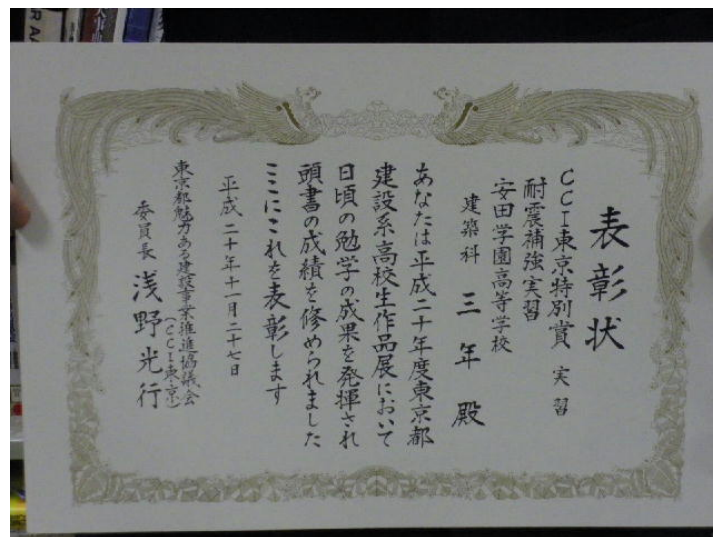 表彰状
CCI東京特別賞 実習
耐震補強実習
安田学園高等学校
建築科 三年 殿
あなたは平成二十年度東京都
建設系高校生作品展において
日頃の勉学の成果を発揮され
頭書の成績を修められました
ここにこれを表彰します
平成二十年十一月二十七日
東京都魅力ある建設事業推進協議会
(CCI東京)
委員長 浅野光行